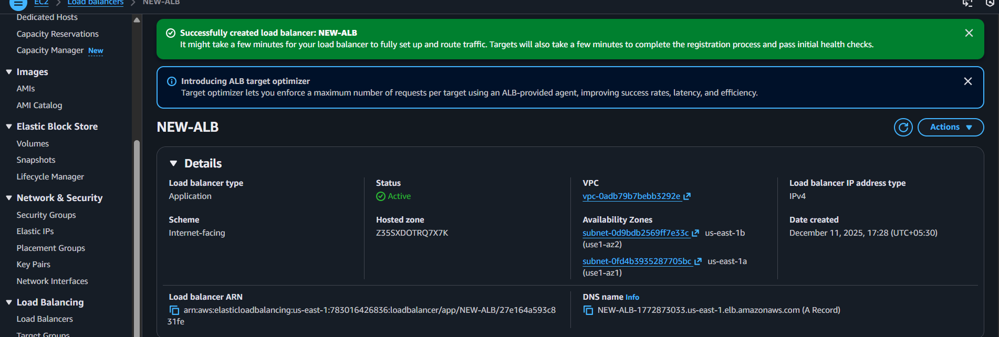 EC2 > Load balancers > NEW-ALB
Dedicated Hosts
Capacity Reservations
Capacity Manager New
Images
AMIs
AMI Catalog
Elastic Block Store
Volumes
Snapshots
Lifecycle Manager
Network & Security
Security Groups
Elastic IPs
Placement Groups
Key Pairs
Network Interfaces
Load Balancing
Load Balancers
Target Groups
Successfully created load balancer: NEW-ALB
It might take a few minutes for your load balancer to fully set up and route traffic. Targets will also take a few minutes to complete the registration process and pass initial health checks.
Introducing ALB target optimizer
Target optimizer lets you enforce a maximum number of requests per target using an ALB-provided agent, improving success rates, latency, and efficiency.
NEW-ALB
Actions
Details
Load balancer type
Application
Status
Active
VPC
vpc-0adb79b7bebb3292e
Load balancer IP address type
IPv4
Scheme
Internet-facing
Hosted zone
Z35SXDOTRQ7X7K
Availability Zones
subnet-0d9bdb2569ff7e33c us-east-1b
(use1-az2)
subnet-0fd4b3935287705bc us-east-1a
(use1-az1)
Date created
December 11, 2025, 17:28 (UTC+05:30)
Load balancer ARN
arn:aws:elasticloadbalancing:us-east-1:783016426836:loadbalancer/app/NEW-ALB/27e164a593c8
31fe
DNS name Info
NEW-ALB-1772873033.us-east-1.elb.amazonaws.com (A Record)